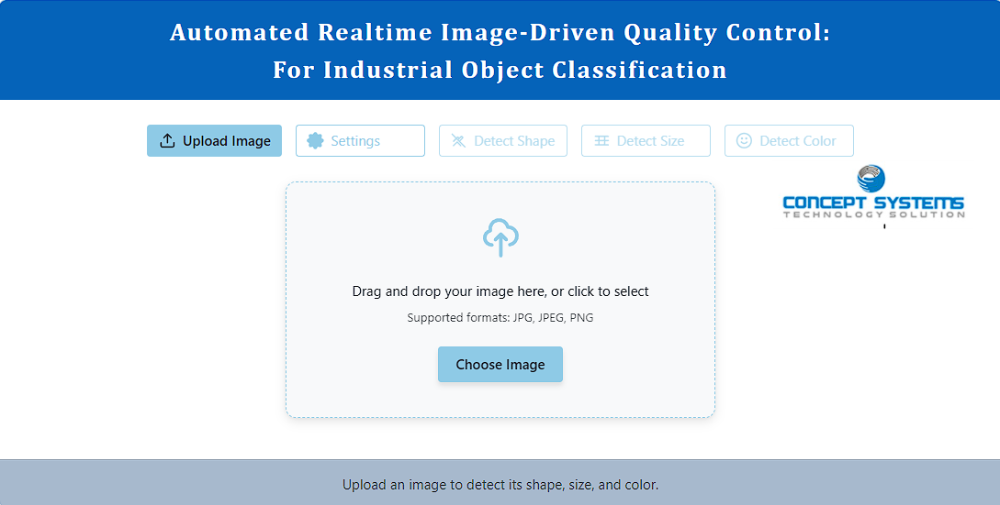 Automated Realtime Image-Driven Quality Control:
For Industrial Object Classification
Upload Image
Settings
Detect Shape
Detect Size
Detect Color
CONCEPT SYSTEMS
TECHNOLOGY SOLUTION
Drag and drop your image here, or click to select
Supported formats: JPG, JPEG, PNG
Choose Image
Upload an image to detect its shape, size, and color.